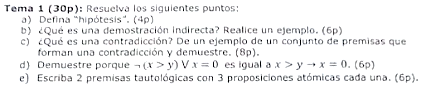 Tema 1 (30p): Resuelva los siguientes puntos:
a) Defina "hipótesis". (4p)
b) ¿Qué es una demostración indirecta? Realice un ejemplo. (6p)
c) ¿Qué es una contradicción? De un ejemplo de un conjunto de premisas que
forman una contradicción y demuestre. (8p).
d) Demuestre porque ¬ (x > y) V x = 0 es igual a x > y → x = 0. (6p)
e) Escriba 2 premisas tautológicas con 3 proposiciones atómicas cada una. (6p).